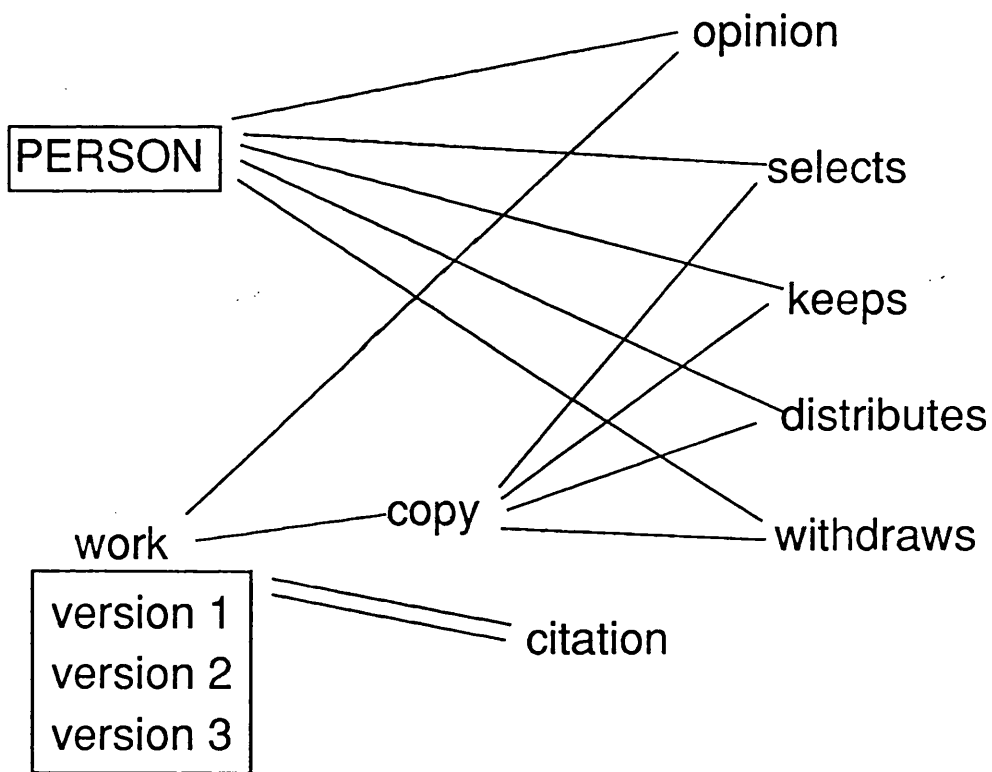 opinion
PERSON
selects
keeps
distributes
copy
withdraws
work
version 1
citation
version 2
version 3